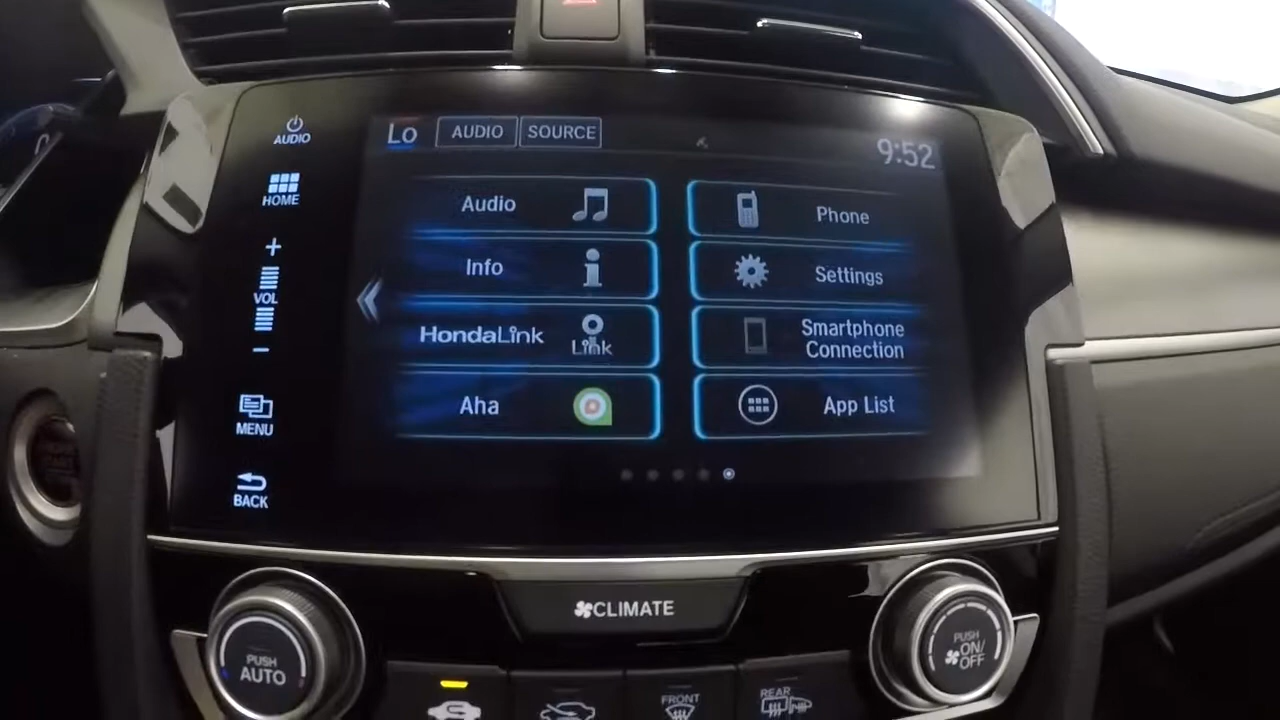 AUDIO
HOME
+
VOL
-
MENU
BACK
Lo AUDIO SOURCE 9:52
Audio
Phone
Info
Settings
HondaLink
Link
Smartphone
Connection
Aha
App List
CLIMATE
PUSH
AUTO
PUSH
ON/
OFF
FRONT
REAR